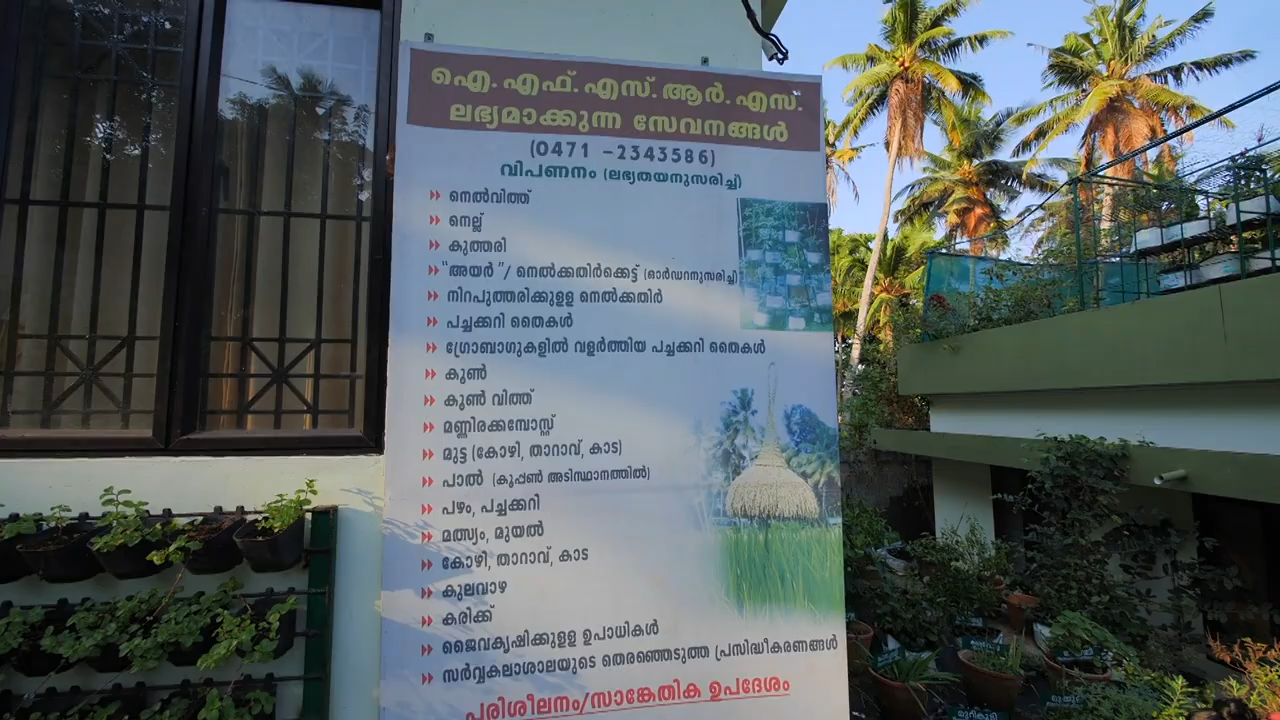 ഐ. എഫ്. എസ്. ആർ. എസ്.
ലഭ്യമാക്കുന്ന സേവനങ്ങൾ
(0471 -2343586)
വിപണനം (ലഭ്യതയനുസരിച്ച്)
നെൽവിത്ത്
നെല്ല്
കുത്തരി
"അയർ "/ നെൽക്കതിർക്കെട്ട് (ഓർഡറനുസരിച്ച്)
നിറപുത്തരിക്കുളള നെൽക്കതിർ
പച്ചക്കറി തൈകൾ
ഗ്രോബാഗുകളിൽ വളർത്തിയ പച്ചക്കറി തൈകൾ
കൂൺ
കൂൺ വിത്ത്
മണ്ണിരക്കമ്പോസ്റ്റ്
മുട്ട (കോഴി, താറാവ്, കാട)
പാൽ (കൂപ്പൺ അടിസ്ഥാനത്തിൽ)
പഴം, പച്ചക്കറി
മത്സ്യം, മുയൽ
കോഴി, താറാവ്, കാട
കുലവാഴ
കരിക്ക്
ജൈവകൃഷിക്കുളള ഉപാധികൾ
സർവ്വകലാശാലയുടെ തെരഞ്ഞെടുത്ത പ്രസിദ്ധീകരണങ്ങൾ
പരിശീലനം/സാങ്കേതിക ഉപദേശം